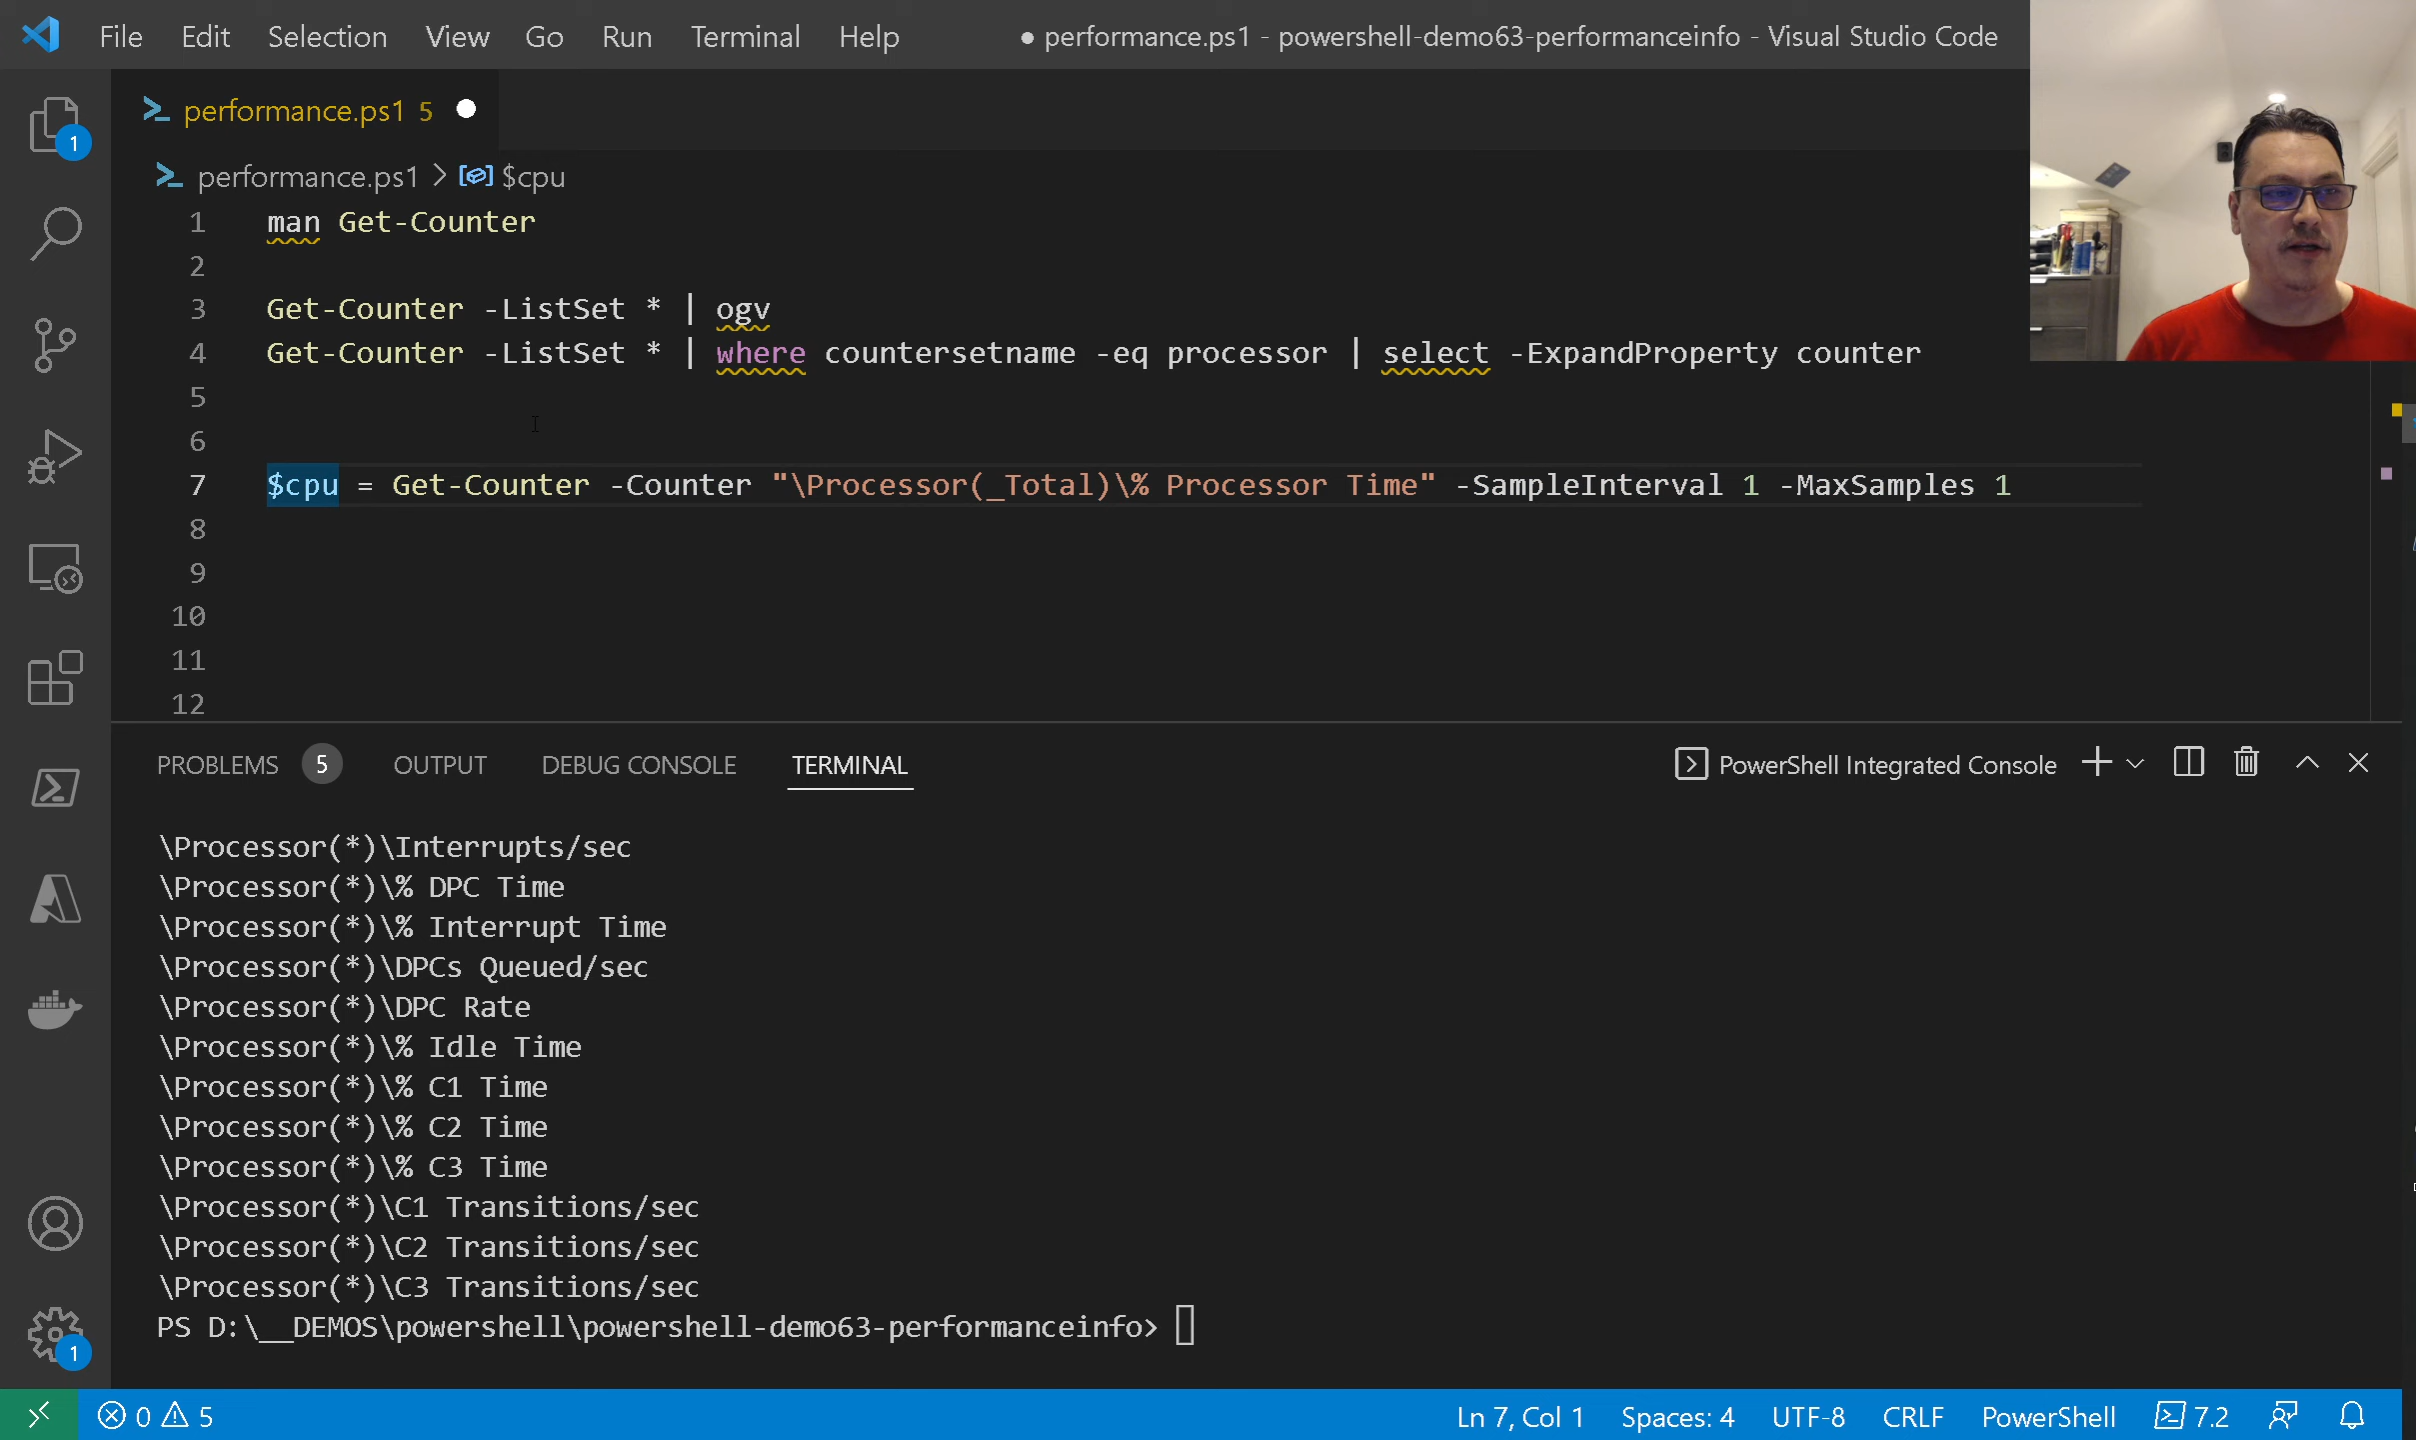 File Edit Selection View Go Run Terminal Help ● performance.ps1 - powershell-demo63-performanceinfo - Visual Studio Code
performance.ps1 5
performance.ps1 > $cpu
1 man Get-Counter
2
3 Get-Counter -ListSet * | ogv
4 Get-Counter -ListSet * | where countersetname -eq processor | select -ExpandProperty counter
5
6
7 $cpu = Get-Counter -Counter "\Processor(_Total)\% Processor Time" -SampleInterval 1 -MaxSamples 1
8
9
10
11
12
PROBLEMS 5 OUTPUT DEBUG CONSOLE TERMINAL PowerShell Integrated Console
\Processor(*)\Interrupts/sec
\Processor(*)\% DPC Time
\Processor(*)\% Interrupt Time
\Processor(*)\DPCs Queued/sec
\Processor(*)\DPC Rate
\Processor(*)\% Idle Time
\Processor(*)\% C1 Time
\Processor(*)\% C2 Time
\Processor(*)\% C3 Time
\Processor(*)\C1 Transitions/sec
\Processor(*)\C2 Transitions/sec
\Processor(*)\C3 Transitions/sec
PS D:\__DEMOS\powershell\powershell-demo63-performanceinfo>
1
1
0 5 Ln 7, Col 1 Spaces: 4 UTF-8 CRLF PowerShell 7.2